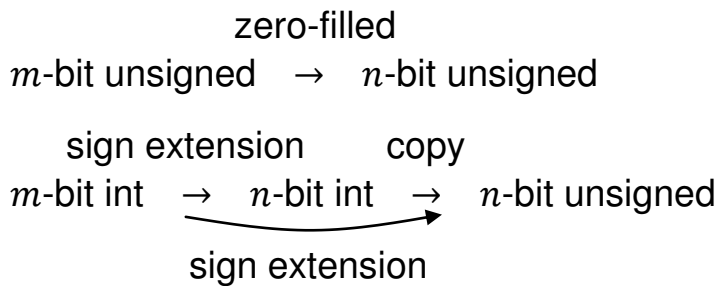 zero-filled
𝑚-bit unsigned → 𝑛-bit unsigned
sign extension copy
𝑚-bit int → 𝑛-bit int → 𝑛-bit unsigned
sign extension